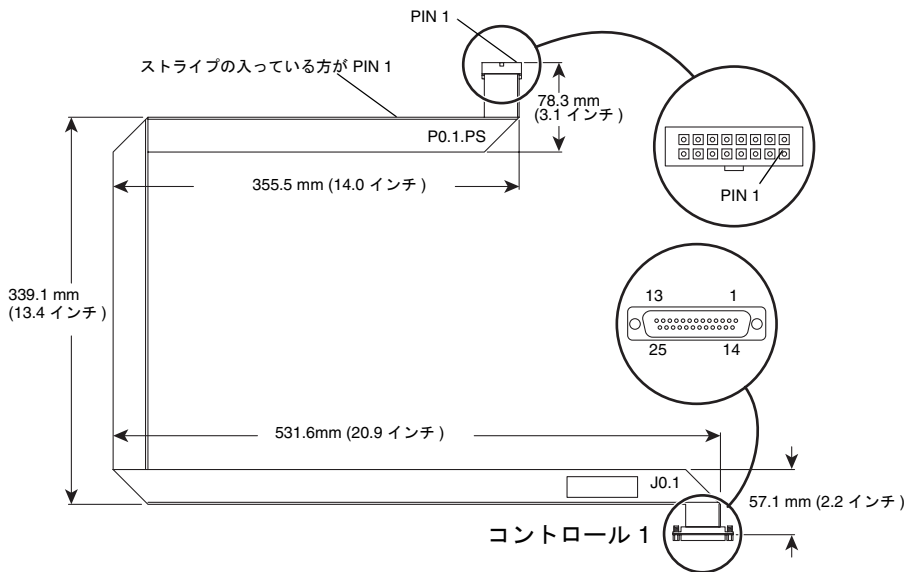 PIN 1
ストライプの入っている方が PIN 1
78.3 mm
(3.1 インチ)
P0.1.PS
355.5 mm (14.0 インチ)
PIN 1
339.1 mm
(13.4 インチ)
13 1
25 14
531.6mm (20.9 インチ)
J0.1
57.1 mm (2.2 インチ)
コントロール 1